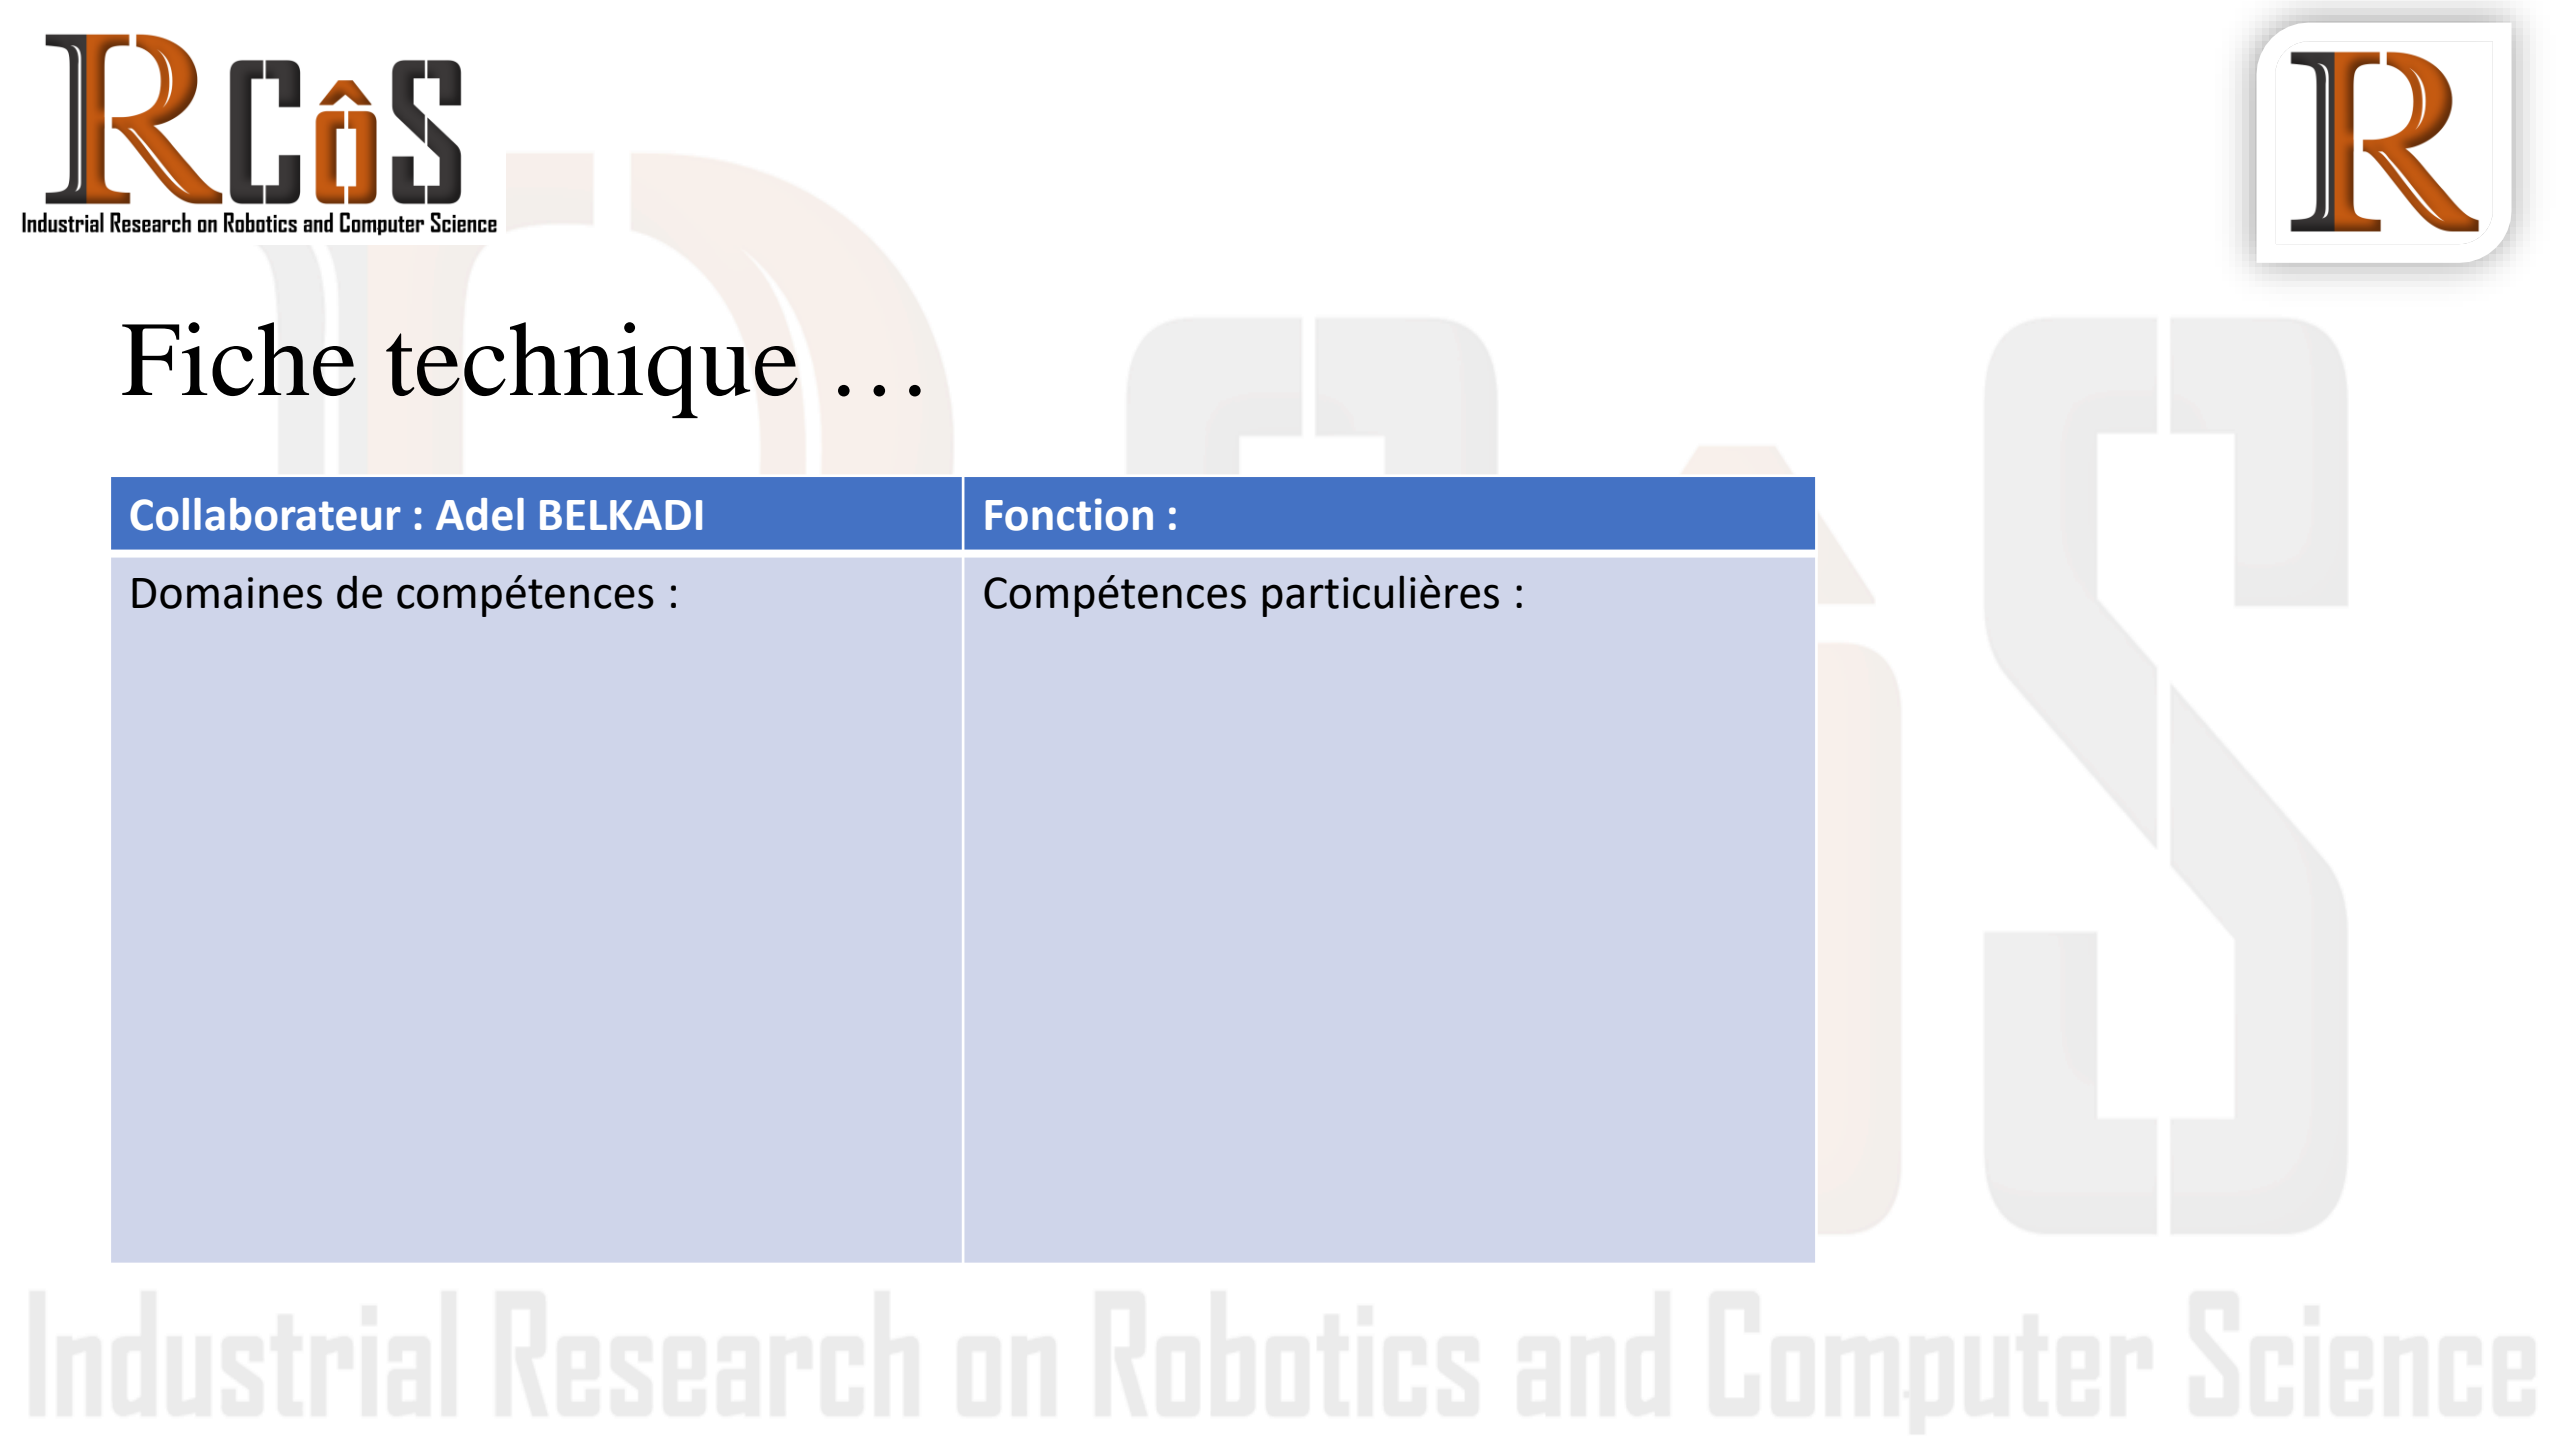 IRCôS
Industrial Research on Robotics and Computer Science
R
Fiche technique …
Collaborateur : Adel BELKADI
Fonction :
Domaines de compétences :
Compétences particulières :
Industrial Research on Robotics and Computer Science